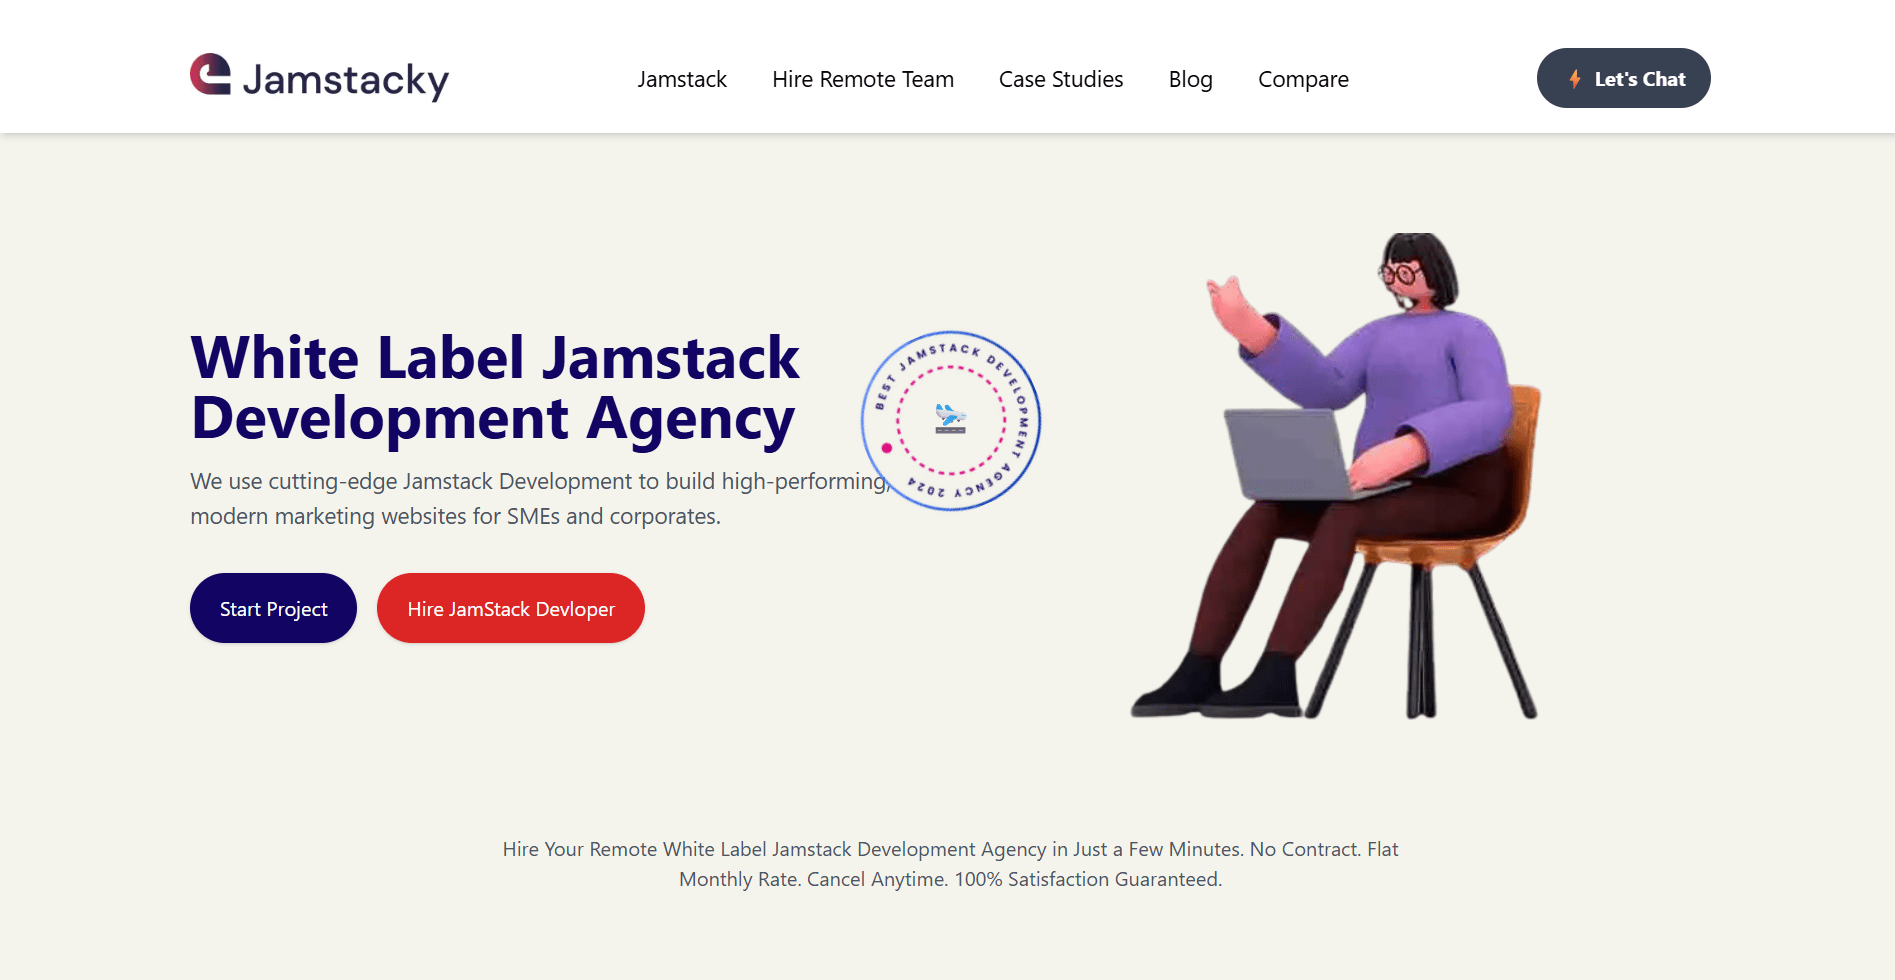 Jamstacky
Jamstack
Hire Remote Team
Case Studies
Blog
Compare
Let's Chat
White Label Jamstack
Development Agency
We use cutting-edge Jamstack Development to build high-performing,
modern marketing websites for SMEs and corporates.
BEST JAMSTACK DEVELOPMENT AGENCY 2024
Start Project
Hire JamStack Devloper
Hire Your Remote White Label Jamstack Development Agency in Just a Few Minutes. No Contract. Flat
Monthly Rate. Cancel Anytime. 100% Satisfaction Guaranteed.